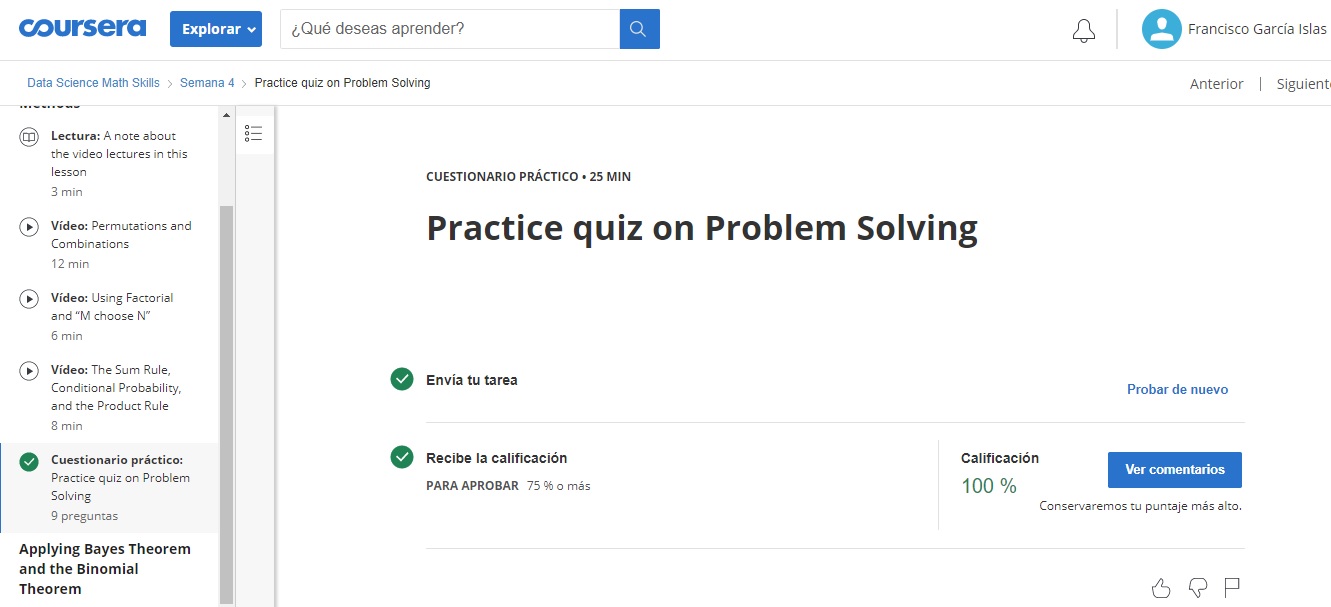 coursera
Explorar
¿Qué deseas aprender?
Francisco García Islas
Data Science Math Skills
Semana 4
Practice quiz on Problem Solving
Anterior
Siguiente
Methods
Lectura: A note about
the video lectures in this
lesson
3 min
Vídeo: Permutations and
Combinations
12 min
Vídeo: Using Factorial
and “M choose N”
6 min
Vídeo: The Sum Rule,
Conditional Probability,
and the Product Rule
8 min
Cuestionario práctico:
Practice quiz on Problem
Solving
9 preguntas
Applying Bayes Theorem
and the Binomial
Theorem
CUESTIONARIO PRÁCTICO • 25 MIN
Practice quiz on Problem Solving
Envía tu tarea
Probar de nuevo
Recibe la calificación
PARA APROBAR 75 % o más
Calificación
100 %
Ver comentarios
Conservaremos tu puntaje más alto.